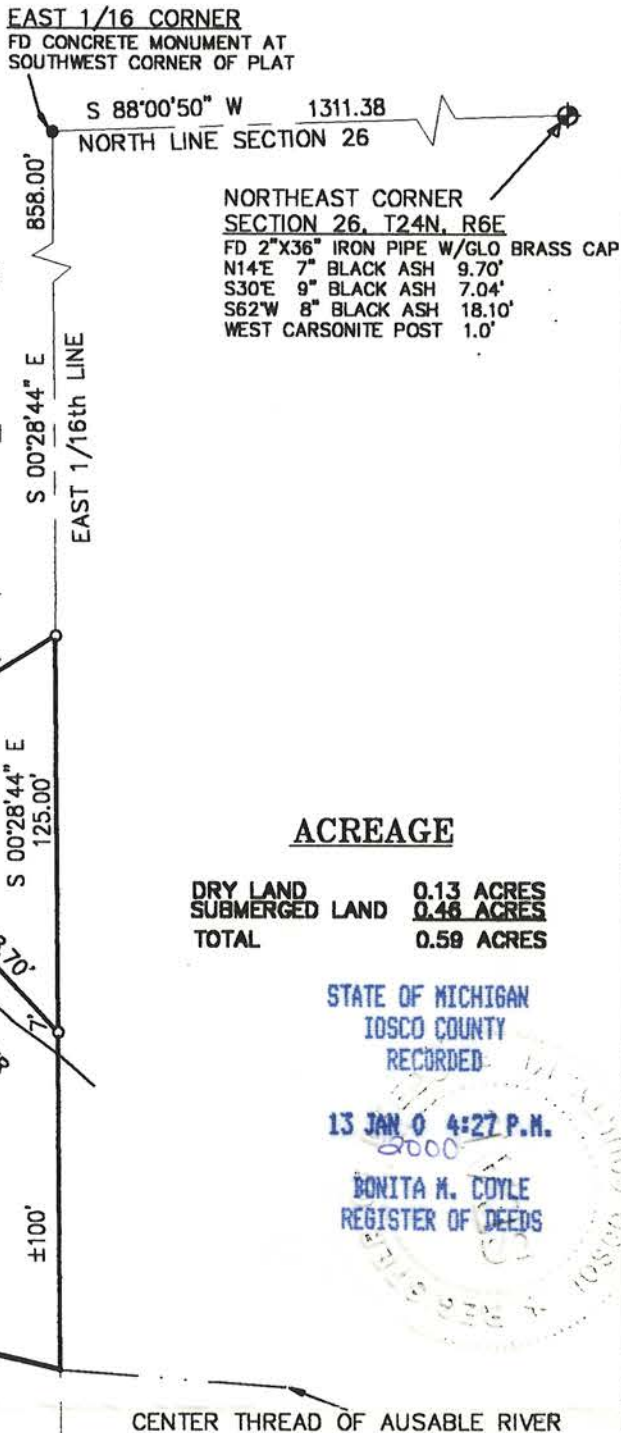 EAST 1/16 CORNER
FD CONCRETE MONUMENT AT
SOUTHWEST CORNER OF PLAT
S 88°00'50" W 1311.38
NORTH LINE SECTION 26
858.00'
NORTHEAST CORNER
SECTION 26, T24N, R6E
FD 2"X36" IRON PIPE W/GLO BRASS CAP
N14°E 7" BLACK ASH 9.70'
S30°E 9" BLACK ASH 7.04'
S62°W 8" BLACK ASH 18.10'
WEST CARSONITE POST 1.0'
S 00°28'44" E
EAST 1/16th LINE
S 00°28'44" E
125.00'
ACREAGE
DRY LAND 0.13 ACRES
SUBMERGED LAND 0.46 ACRES
TOTAL 0.59 ACRES
8.70'
7'
STATE OF MICHIGAN
IOSCO COUNTY
RECORDED
13 JAN 0 4:27 P.M.
2000
BONITA M. COYLE
REGISTER OF DEEDS
±100'
CENTER THREAD OF AUSABLE RIVER